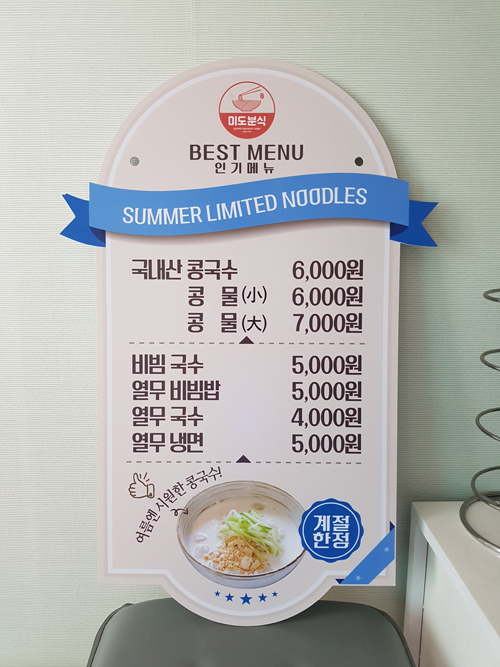 미도분식
BEST MENU
인기메뉴
SUMMER LIMITED NOODLES
국내산 콩국수 6,000원
콩 물(小) 6,000원
콩 물(大) 7,000원
비빔 국수 5,000원
열무 비빔밥 5,000원
열무 국수 4,000원
열무 냉면 5,000원
여름엔 시원한 콩국수!
계절
한정